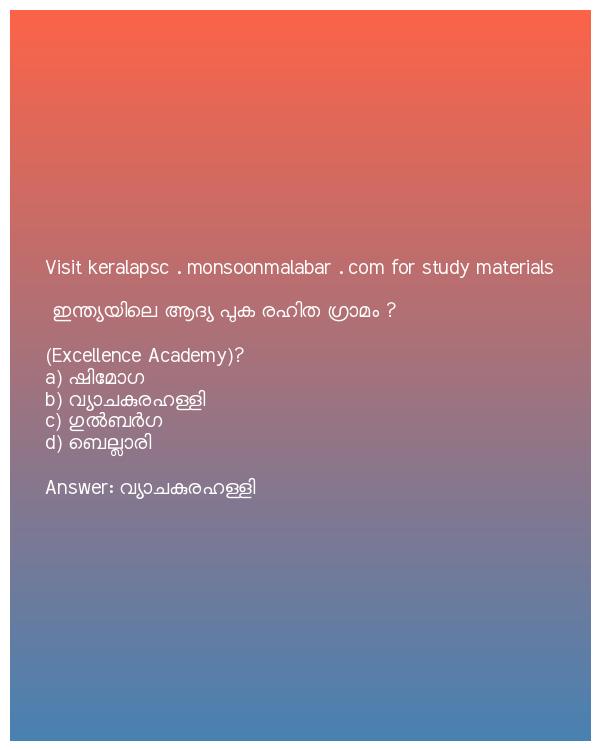 Visit keralapsc . monsoonmalabar . com for study materials
ഇന്ത്യയിലെ ആദ്യ പുക രഹിത ഗ്രാമം ?
(Excellence Academy)?
a) ഷിമോഗ
b) വ്യാചകുരഹള്ളി
c) ഗുൽബർഗ
d) ബെല്ലാരി
Answer: വ്യാചകുരഹള്ളി